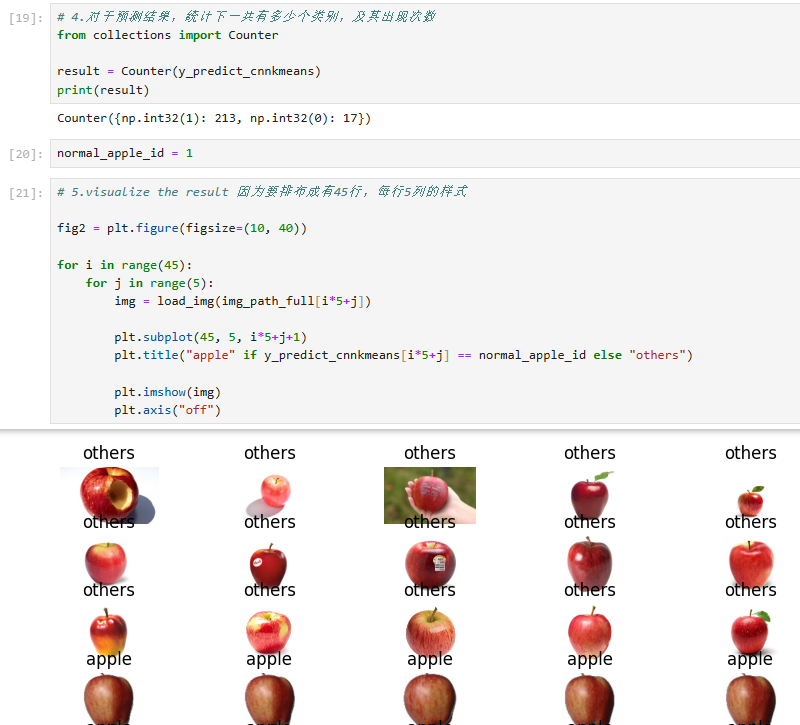 [19]: # 4.对于预测结果，统计下一共有多少个类别，及其出现次数
from collections import Counter
result = Counter(y_predict_cnnkmeans)
print(result)
Counter({np.int32(1): 213, np.int32(0): 17})
[20]: normal_apple_id = 1
[21]: # 5.visualize the result 因为要排布成有45行，每行5列的样式
fig2 = plt.figure(figsize=(10, 40))
for i in range(45):
for j in range(5):
img = load_img(img_path_full[i*5+j])
plt.subplot(45, 5, i*5+j+1)
plt.title("apple" if y_predict_cnnkmeans[i*5+j] == normal_apple_id else "others")
plt.imshow(img)
plt.axis("off")
others others others others others
others others others others others
others others others others others
apple apple apple apple apple